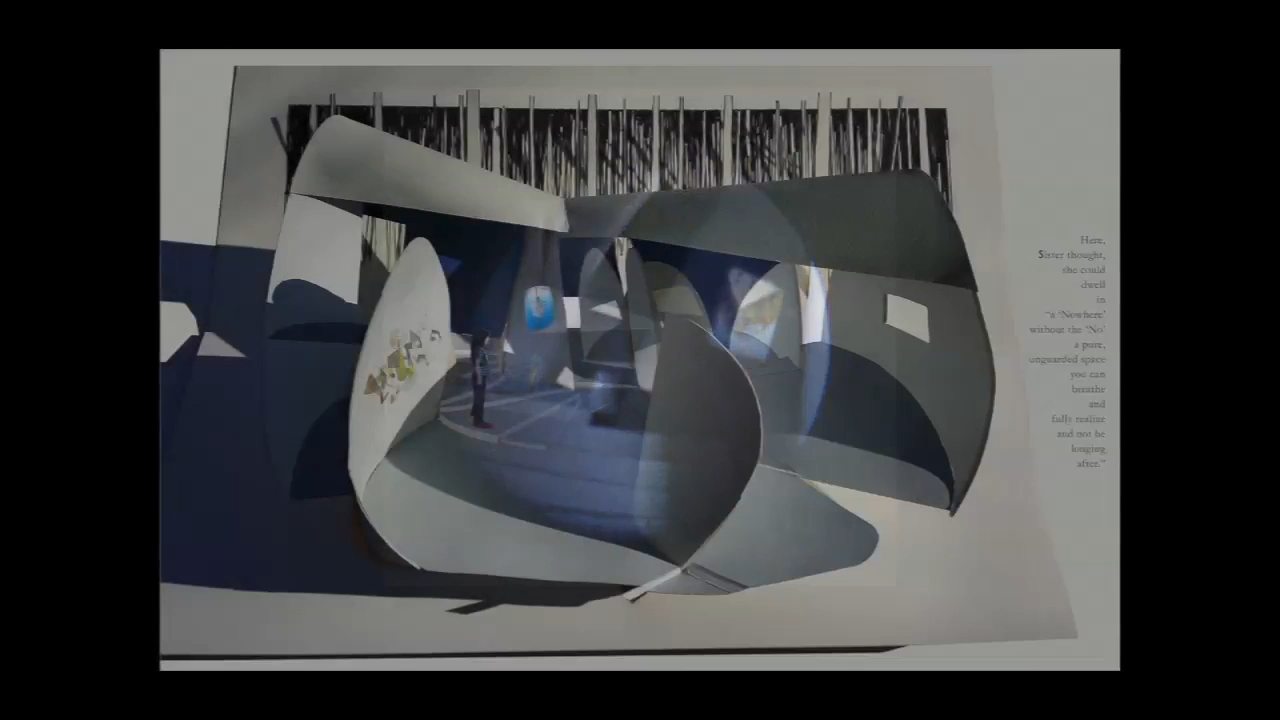 Here,
Sister thought,
she could
dwell
in
"a 'Nowhere'
without the 'No'
a pure,
unguarded space
you can
breathe
and
fully realize
and not be
longing
after."